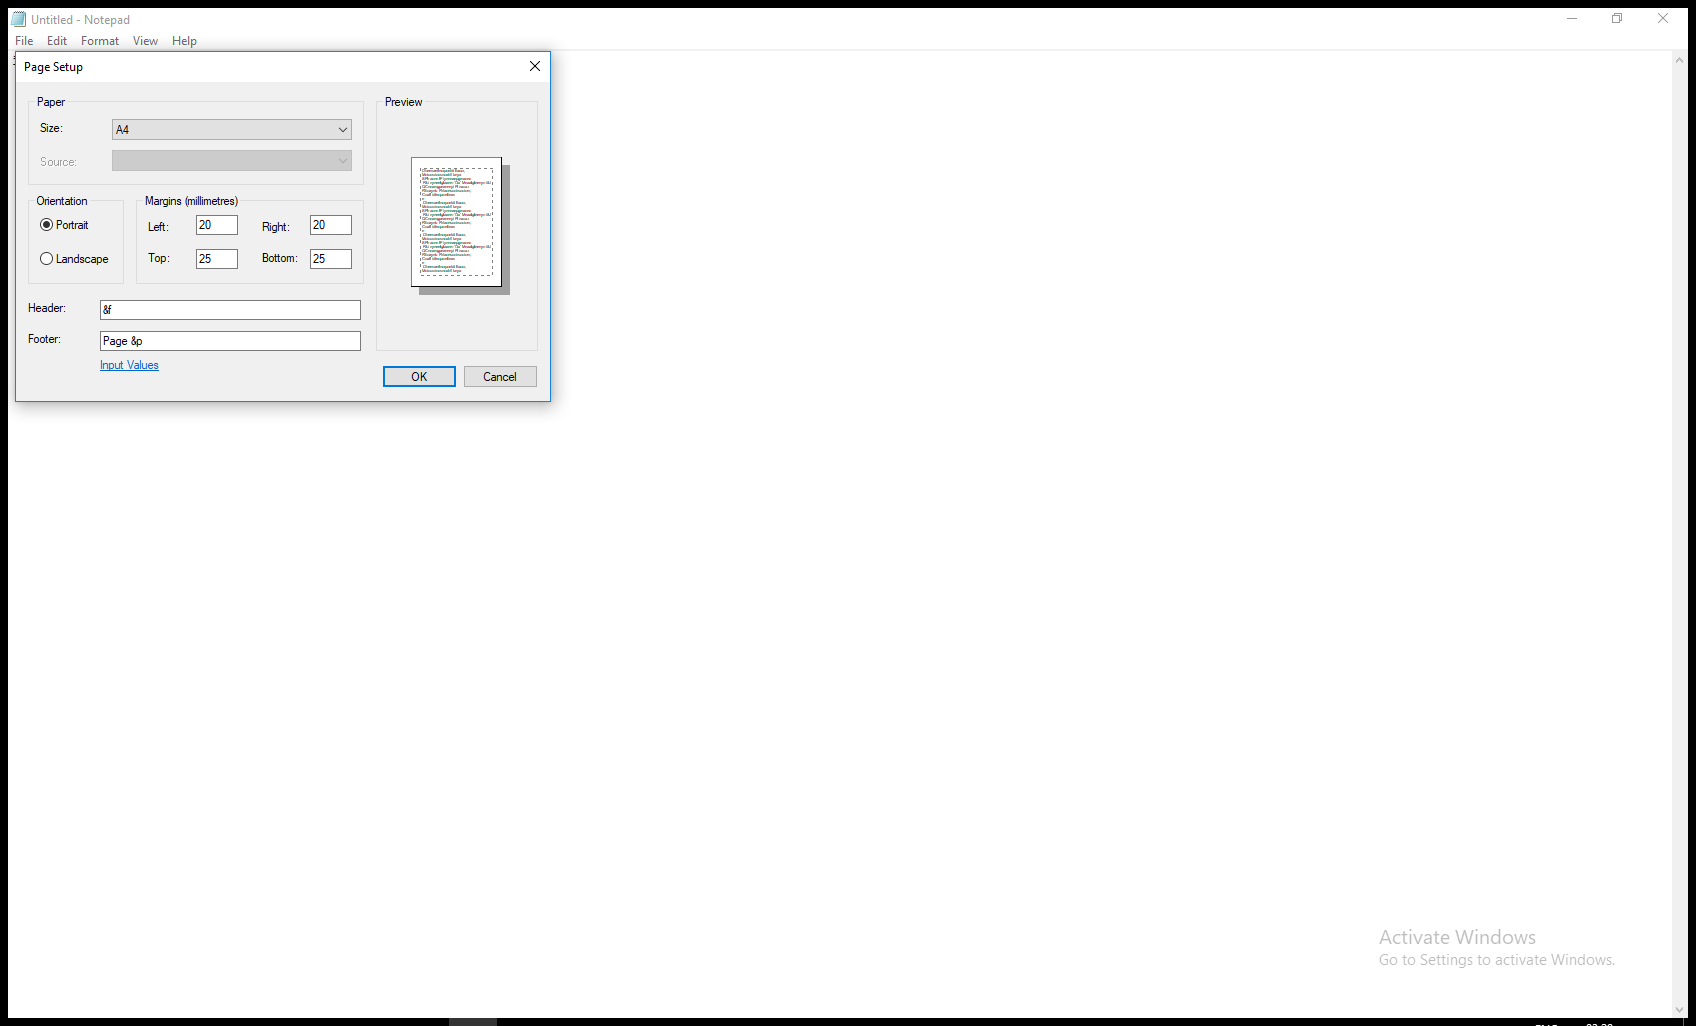 Untitled - Notepad
File Edit Format View Help
Page Setup
Paper
Size: A4
Source:
Orientation
Portrait
Landscape
Margins (millimetres)
Left: 20 Right: 20
Top: 25 Bottom: 25
Header: &f
Footer: Page &p
Input Values
Preview
OK Cancel
Activate Windows
Go to Settings to activate Windows.